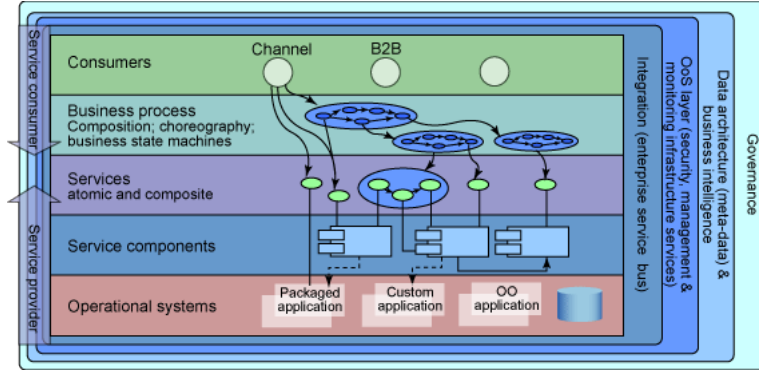 Channel
B2B
Consumers
Business process
Composition; choreography;
business state machines
Services
atomic and composite
Service components
Operational systems
Packaged
application
Custom
application
OO
application
Service consumer
Service provider
Integration (enterprise service bus)
OoS layer (security, management &
monitoring infrastructure services)
Data architecture (meta-data) &
business intelligence
Governance